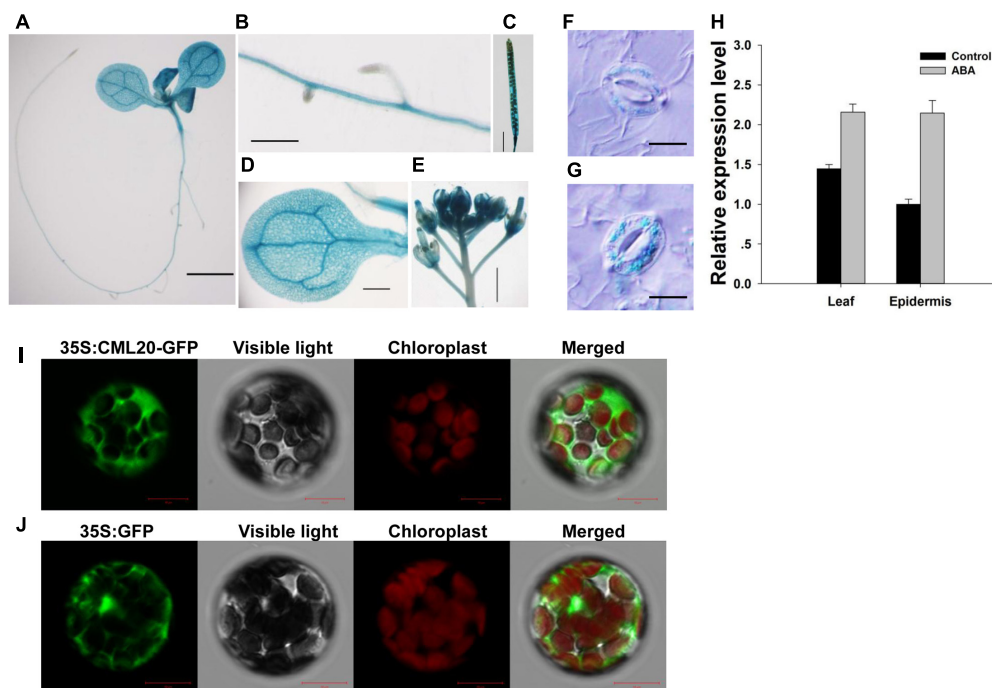 A
B
C
D
E
F
G
H
Relative expression level
3.0
2.5
2.0
1.5
1.0
.5
0.0
Control
ABA
Leaf
Epidermis
I
35S:CML20-GFP
Visible light
Chloroplast
Merged
J
35S:GFP
Visible light
Chloroplast
Merged